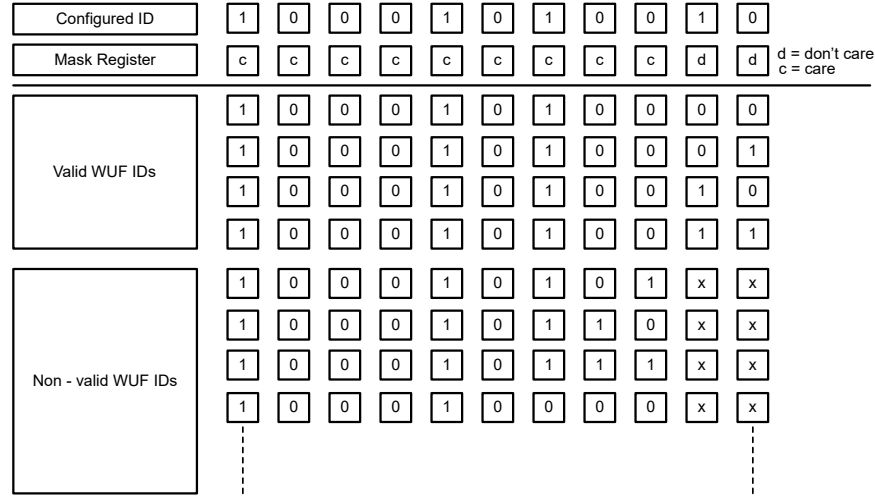 Configured ID 1 0 0 0 1 0 1 0 0 1 0
Mask Register c c c c c c c c c d d d = don't care
c = care
1 0 0 0 1 0 1 0 0 0 0
1 0 0 0 1 0 1 0 0 0 1
Valid WUF IDs
1 0 0 0 1 0 1 0 0 1 0
1 0 0 0 1 0 1 0 0 1 1
1 0 0 0 1 0 1 0 1 x x
1 0 0 0 1 0 1 1 0 x x
1 0 0 0 1 0 1 1 1 x x
Non - valid WUF IDs
1 0 0 0 1 0 0 0 0 x x